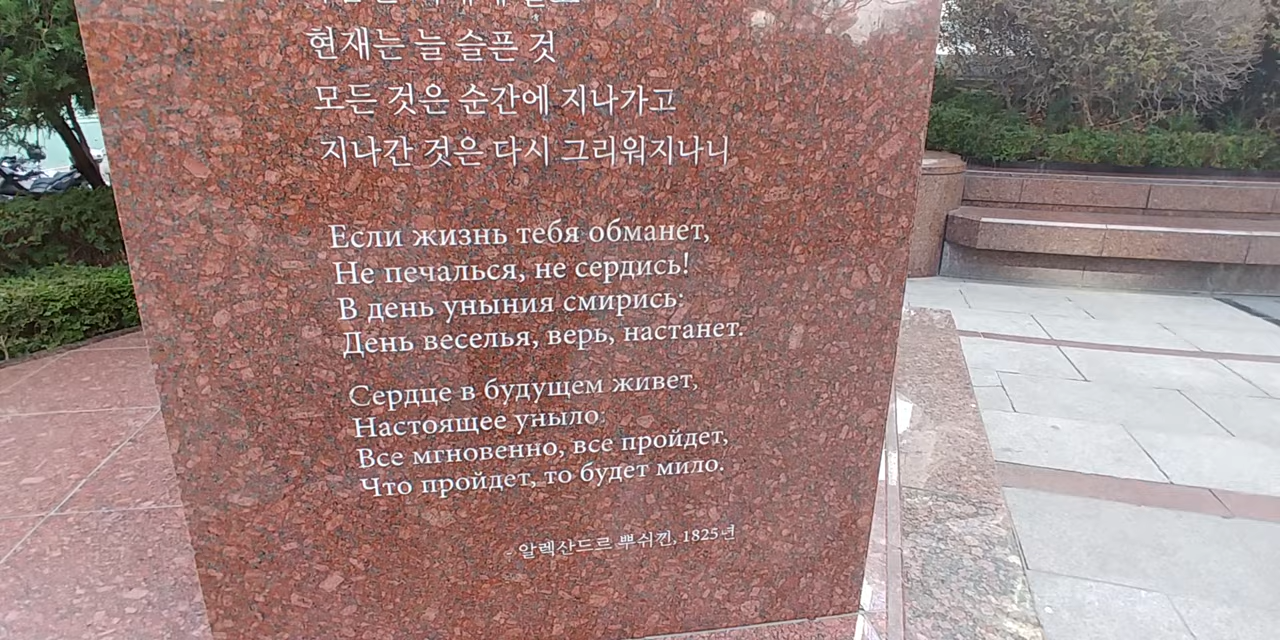 현재는 늘 슬픈 것
모든 것은 순간에 지나가고
지나간 것은 다시 그리워지나니
Если жизнь тебя обманет,
Не печалься, не сердись!
В день уныния смирись:
День веселья, верь, настанет.
Сердце в будущем живет,
Настоящее уныло:
Все мгновенно, все пройдет,
Что пройдет, то будет мило.
- 알렉산드르 뿌쉬낀, 1825년